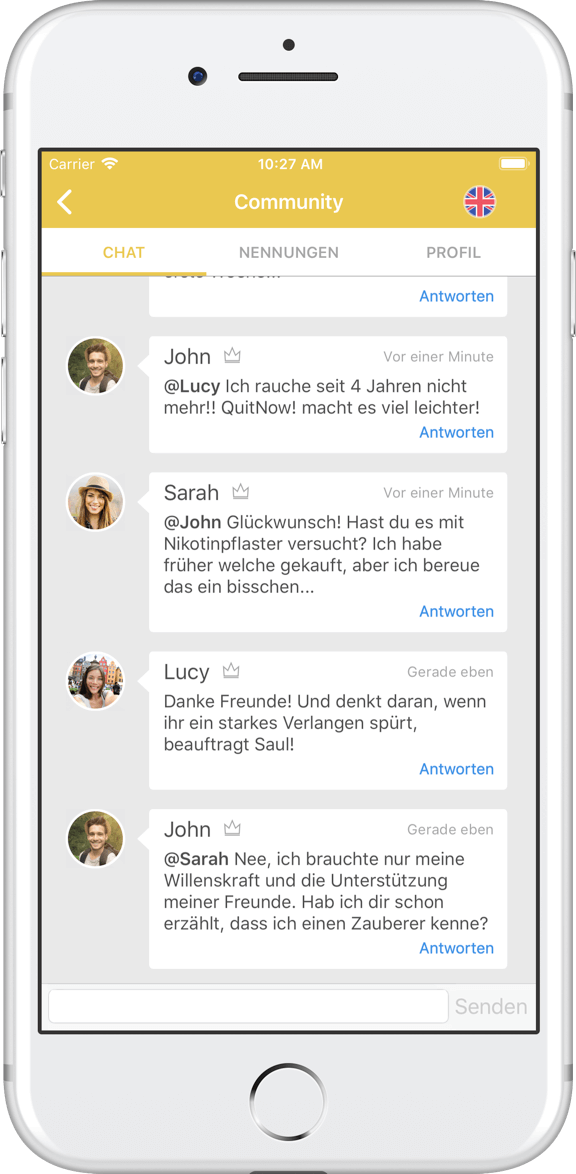 Carrier
10:27 AM
Community
CHAT
NENNUNGEN
PROFIL
Antworten
John
Vor einer Minute
@Lucy Ich rauche seit 4 Jahren nicht
mehr!! QuitNow! macht es viel leichter!
Antworten
Sarah
Vor einer Minute
@John Glückwunsch! Hast du es mit
Nikotinpflaster versucht? Ich habe
früher welche gekauft, aber ich bereue
das ein bisschen...
Antworten
Lucy
Gerade eben
Danke Freunde! Und denkt daran, wenn
ihr ein starkes Verlangen spürt,
beauftragt Saul!
Antworten
John
Gerade eben
@Sarah Nee, ich brauchte nur meine
Willenskraft und die Unterstützung
meiner Freunde. Hab ich dir schon
erzählt, dass ich einen Zauberer kenne?
Antworten
Senden